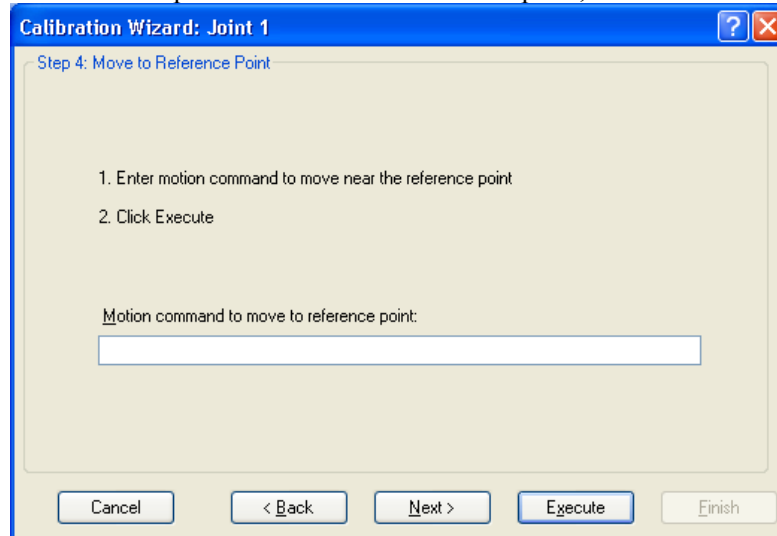 Calibration Wizard: Joint 1
Step 4: Move to Reference Point
1. Enter motion command to move near the reference point
2. Click Execute
Motion command to move to reference point:
Cancel
< Back
Next >
Execute
Finish